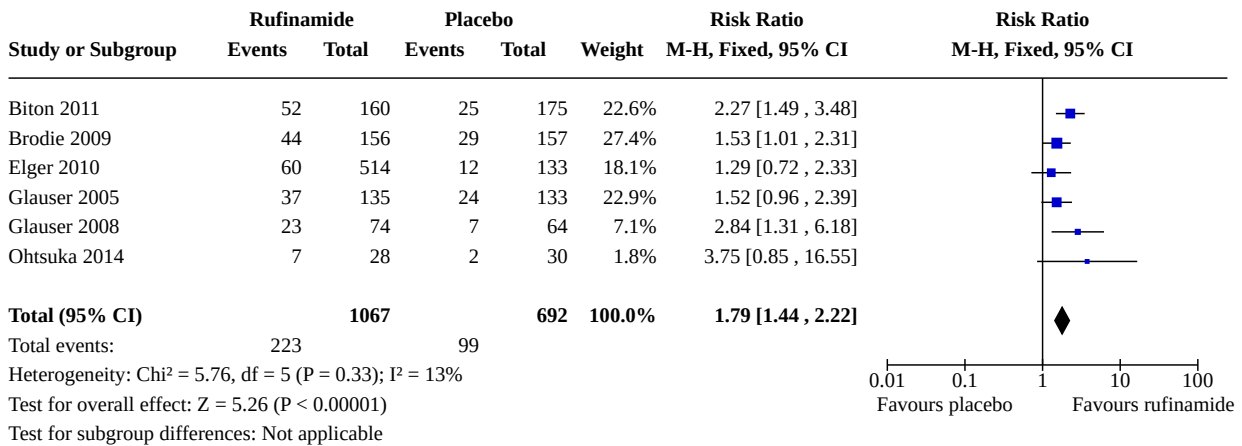 Rufinamide Placebo Risk Ratio Risk Ratio
Study or Subgroup Events Total Events Total Weight M-H, Fixed, 95% CI M-H, Fixed, 95% CI
Biton 2011 52 160 25 175 22.6% 2.27 [1.49 , 3.48]
Brodie 2009 44 156 29 157 27.4% 1.53 [1.01 , 2.31]
Elger 2010 60 514 12 133 18.1% 1.29 [0.72 , 2.33]
Glauser 2005 37 135 24 133 22.9% 1.52 [0.96 , 2.39]
Glauser 2008 23 74 7 64 7.1% 2.84 [1.31 , 6.18]
Ohtsuka 2014 7 28 2 30 1.8% 3.75 [0.85 , 16.55]
Total (95% CI) 1067 692 100.0% 1.79 [1.44 , 2.22]
Total events: 223 99
Heterogeneity: Chi² = 5.76, df = 5 (P = 0.33); I² = 13%
0.01 0.1 1 10 100
Test for overall effect: Z = 5.26 (P < 0.00001)
Favours placebo Favours rufinamide
Test for subgroup differences: Not applicable